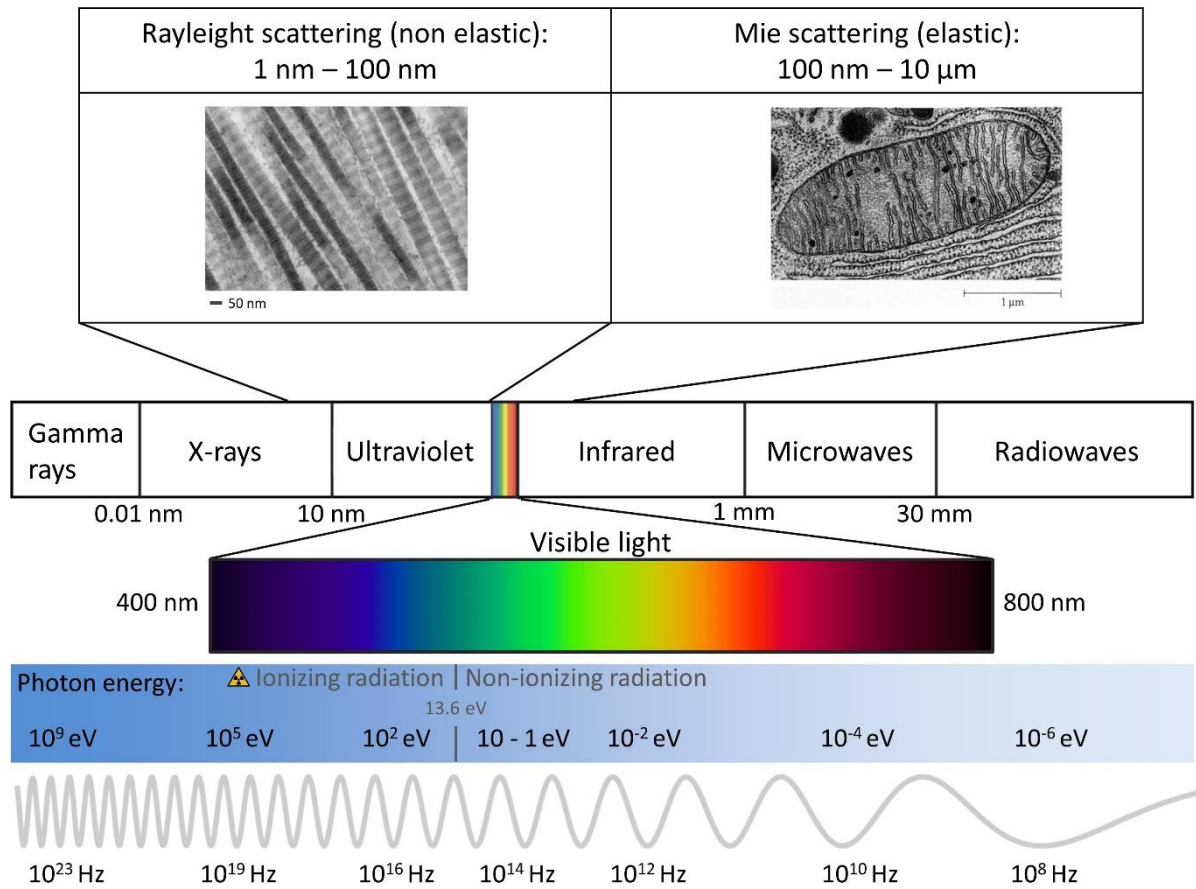 Rayleight scattering (non elastic):
1 nm – 100 nm
Mie scattering (elastic):
100 nm – 10 µm
50 nm
1 µm
Gamma rays
X-rays
Ultraviolet
Infrared
Microwaves
Radiowaves
0.01 nm
10 nm
1 mm
30 mm
Visible light
400 nm
800 nm
Photon energy:
Ionizing radiation | Non-ionizing radiation
13.6 eV
10⁹ eV
10⁵ eV
10² eV
10 - 1 eV
10⁻² eV
10⁻⁴ eV
10⁻⁶ eV
10²³ Hz
10¹⁹ Hz
10¹⁶ Hz
10¹⁴ Hz
10¹² Hz
10¹⁰ Hz
10⁸ Hz